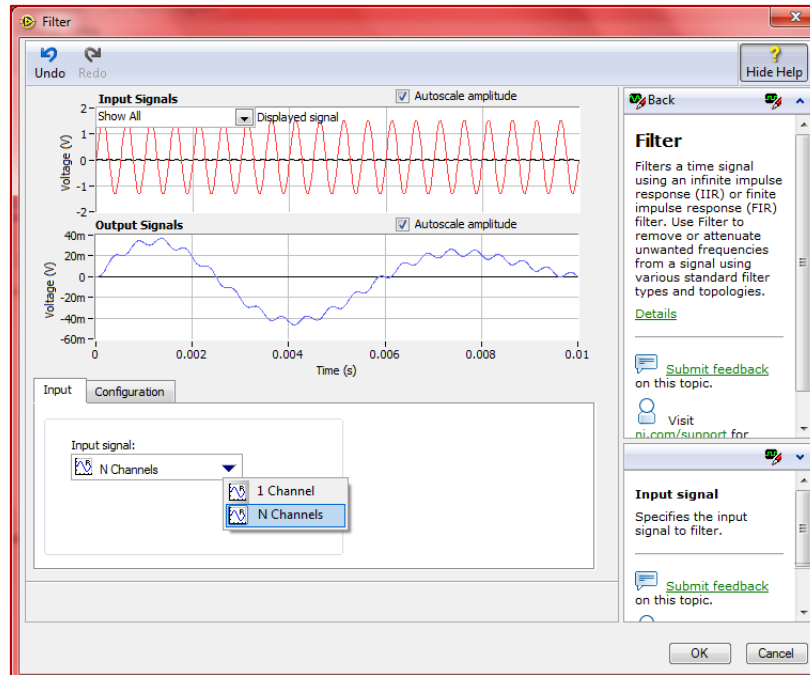 Filter
Undo
Redo
Hide Help
Input Signals
Autoscale amplitude
Show All
Displayed signal
Voltage (V)
2
1
0
-1
-2
Output Signals
Autoscale amplitude
Voltage (V)
40m
20m
0
-20m
-40m
-60m
0 0.002 0.004 0.006 0.008 0.01
Time (s)
Input
Configuration
Input signal:
N Channels
1 Channel
N Channels
Back
Filter
Filters a time signal
using an infinite impulse
response (IIR) or finite
impulse response (FIR)
filter. Use Filter to
remove or attenuate
unwanted frequencies
from a signal using
various standard filter
types and topologies.
Details
Submit feedback
on this topic.
Visit
ni.com/support for
Input signal
Specifies the input
signal to filter.
Submit feedback
on this topic.
OK
Cancel